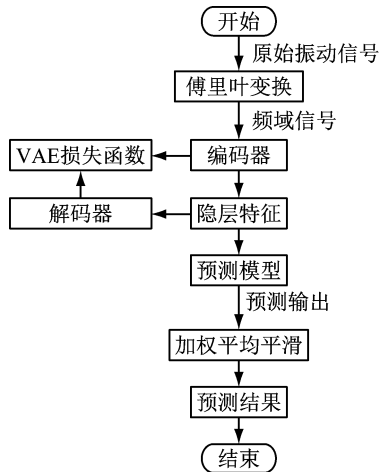 开始
原始振动信号
傅里叶变换
频域信号
VAE损失函数
编码器
解码器
隐层特征
预测模型
预测输出
加权平均平滑
预测结果
结束